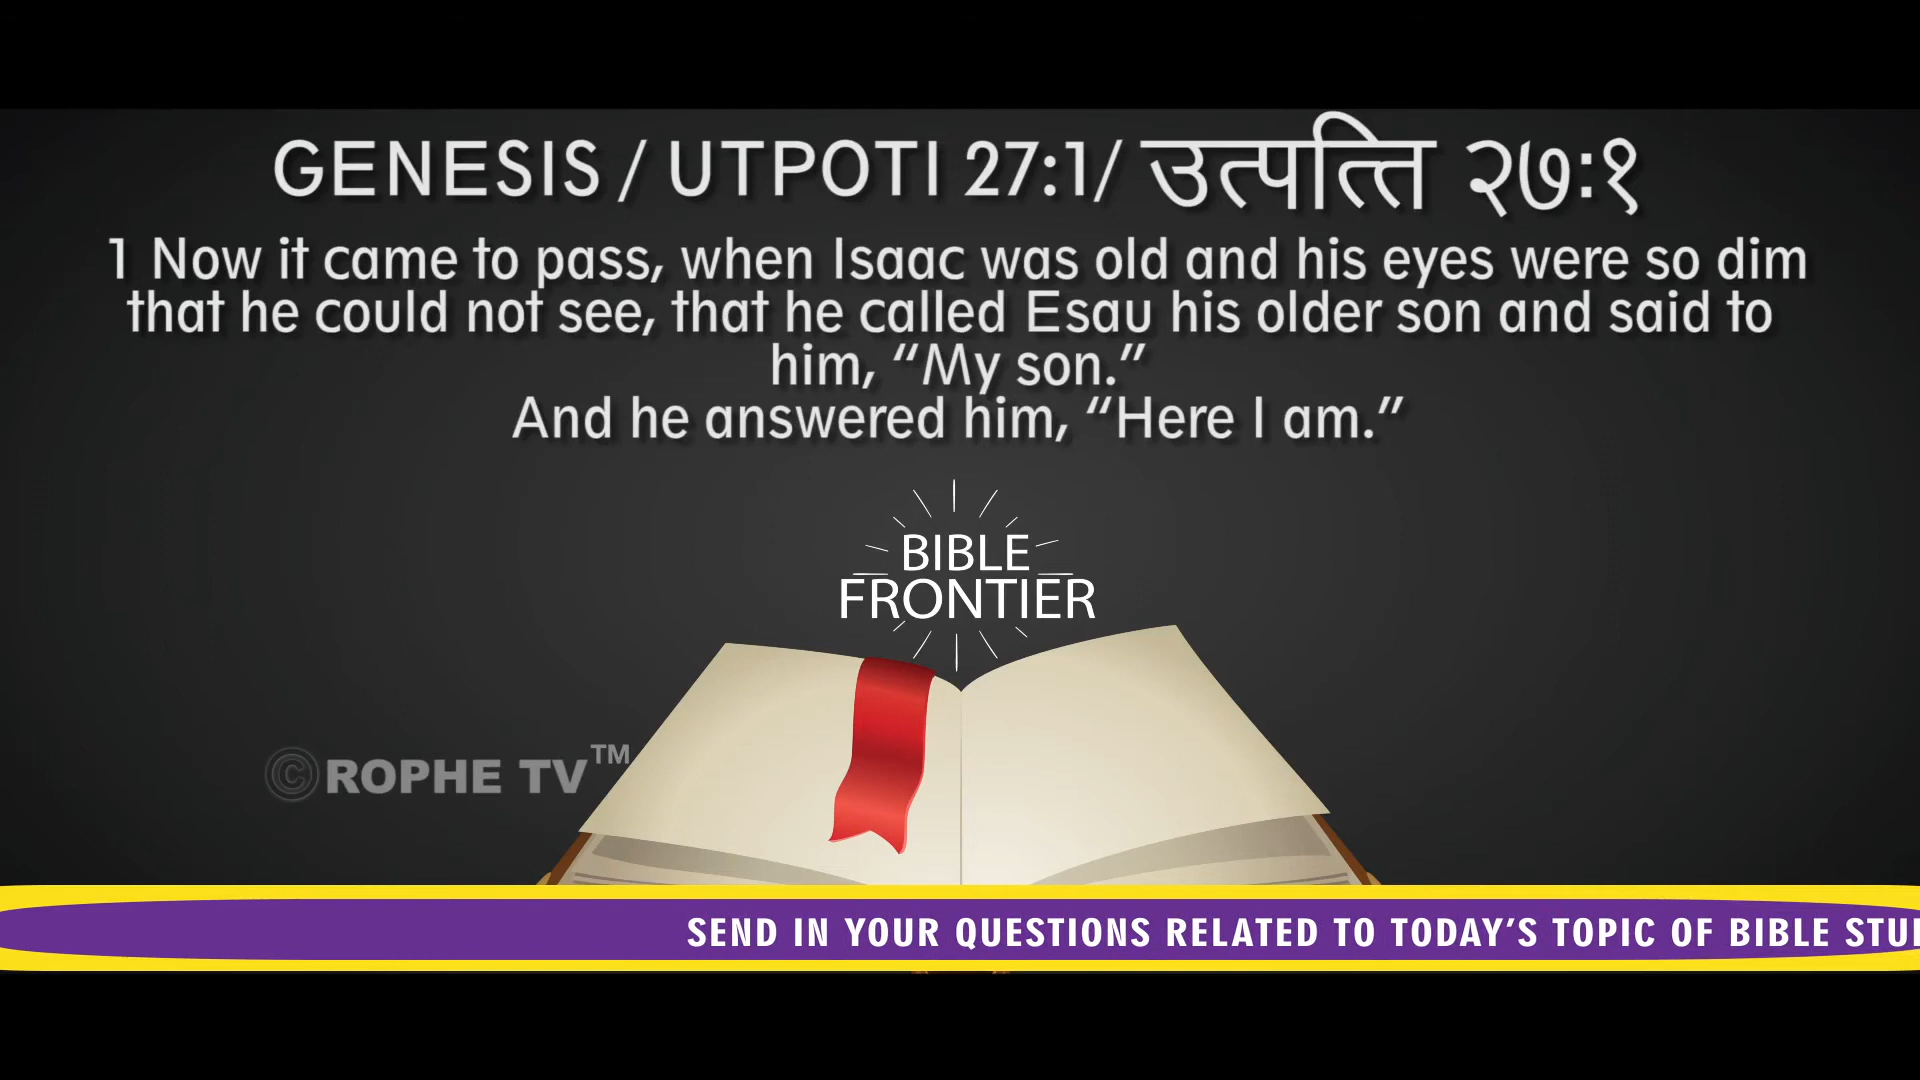 GENESIS / UTPOTI 27:1/ उत्पत्ति २७:१
1 Now it came to pass, when Isaac was old and his eyes were so dim
that he could not see, that he called Esau his older son and said to
him, “My son.”
And he answered him, “Here I am.”
BIBLE
FRONTIER
©ROPHE TV™
SEND IN YOUR QUESTIONS RELATED TO TODAY’S TOPIC OF BIBLE